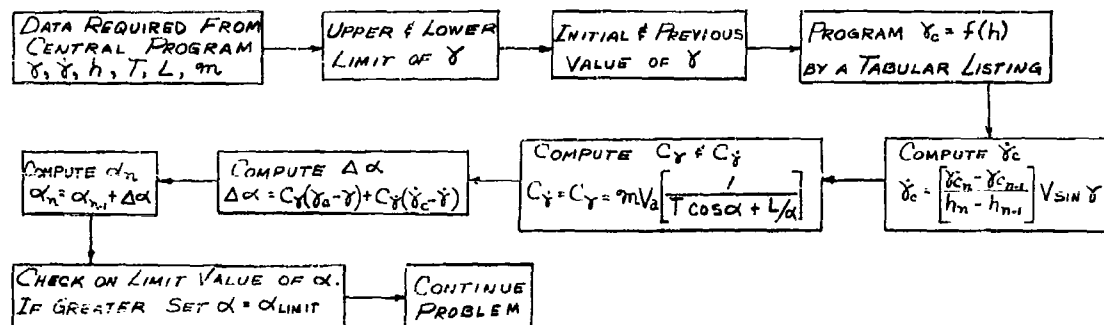 DATA REQUIRED FROM
CENTRAL PROGRAM
γ, γ̇, h, T, L, m
UPPER & LOWER
LIMIT OF γ
INITIAL & PREVIOUS
VALUE OF γ
PROGRAM γc = f(h)
BY A TABULAR LISTING
COMPUTE γ̇c
γ̇c = [(γcn - γcn-1)/(hn - hn-1)] V SIN γ
COMPUTE Cγ & Cγ̇
Cγ̇ = Cγ = mVa[1/(T COS α + L/α)]
COMPUTE Δα
Δα = Cγ(γa-γ) + Cγ̇(γ̇c-γ̇)
COMPUTE αn
αn = αn-1 + Δα
CHECK ON LIMIT VALUE OF α.
IF GREATER SET α = αLIMIT
CONTINUE
PROBLEM